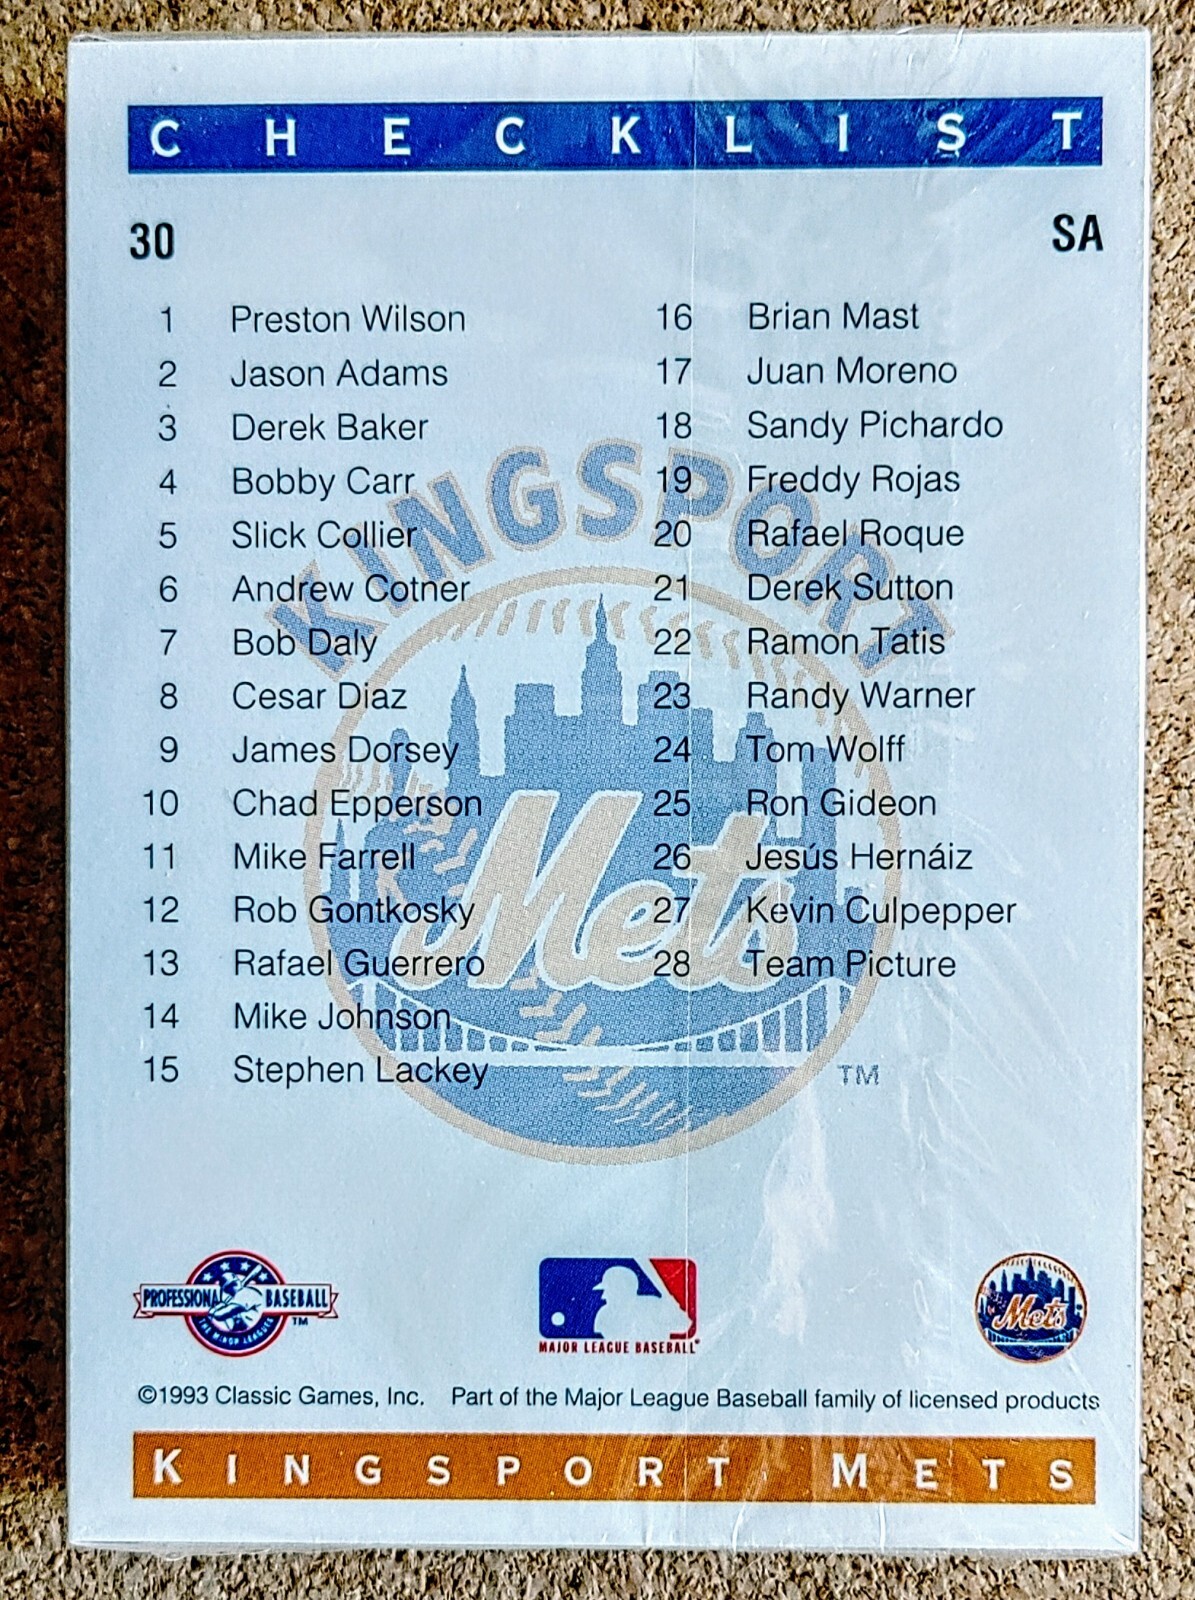 CHECKLIST
30 SA
1 Preston Wilson
2 Jason Adams
3 Derek Baker
4 Bobby Carr
5 Slick Collier
6 Andrew Cotner
7 Bob Daly
8 Cesar Diaz
9 James Dorsey
10 Chad Epperson
11 Mike Farrell
12 Rob Gontkosky
13 Rafael Guerrero
14 Mike Johnson
15 Stephen Lackey
16 Brian Mast
17 Juan Moreno
18 Sandy Pichardo
19 Freddy Rojas
20 Rafael Roque
21 Derek Sutton
22 Ramon Tatis
23 Randy Warner
24 Tom Wolff
25 Ron Gideon
26 Jesús Hernáiz
27 Kevin Culpepper
28 Team Picture
KINGSPORT
Mets
TM
PROFESSIONAL BASEBALL TM
THE MINOR LEAGUES
MAJOR LEAGUE BASEBALL®
Mets
©1993 Classic Games, Inc. Part of the Major League Baseball family of licensed products
KINGSPORT METS